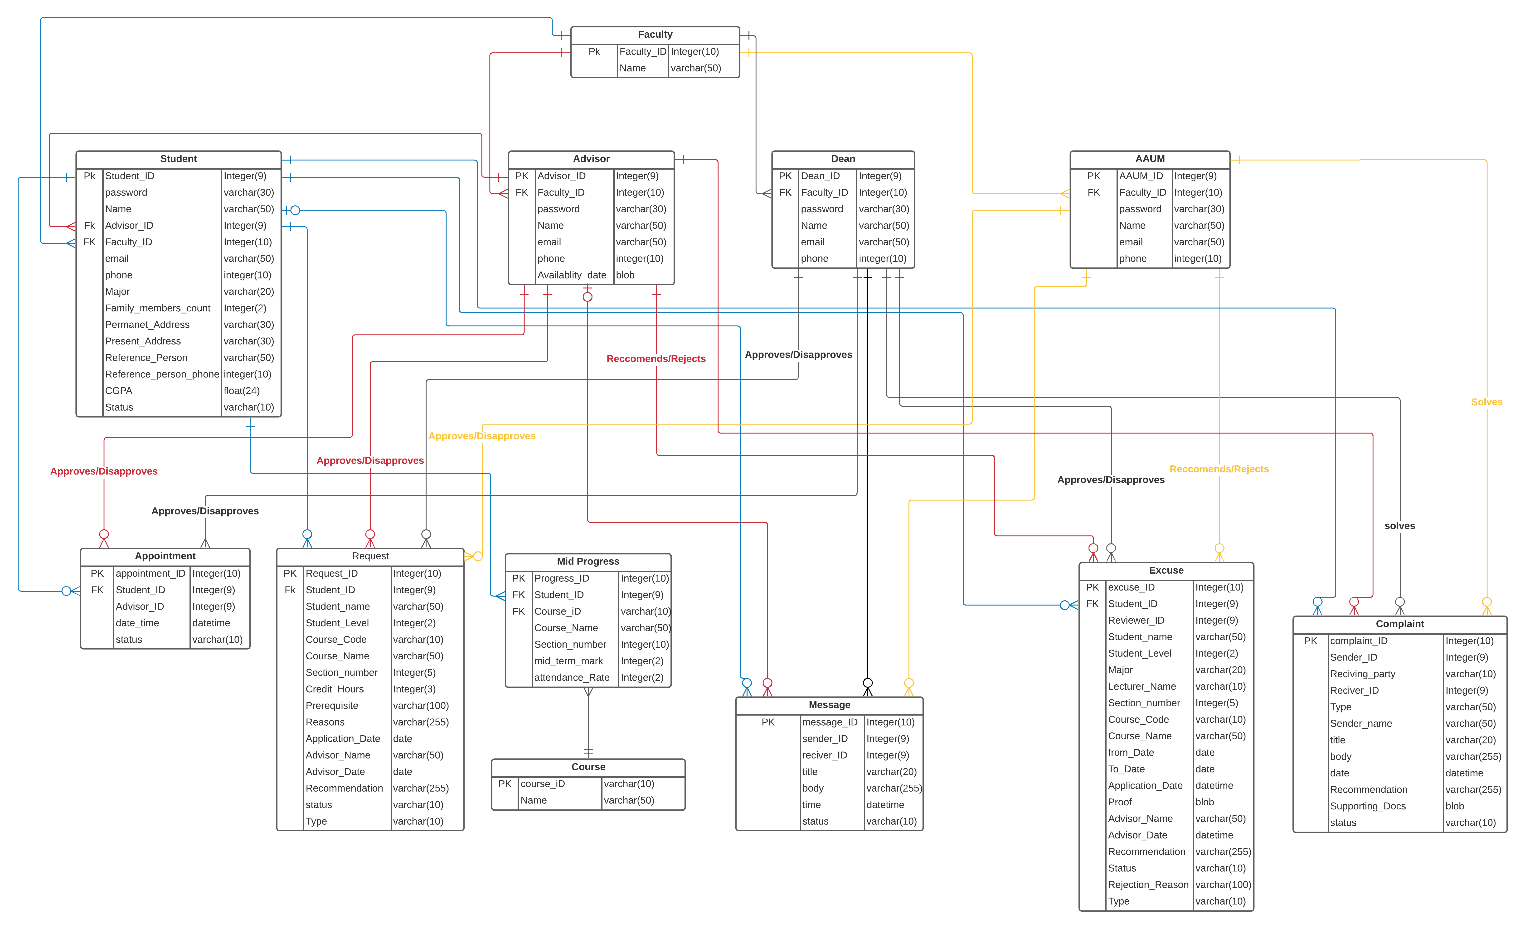 Faculty
Pk Faculty_ID Integer(10)
Name varchar(50)
Student
Pk Student_ID Integer(9)
password varchar(30)
Name varchar(50)
Fk Advisor_ID Integer(9)
FK Faculty_ID Integer(10)
email varchar(50)
phone integer(10)
Major varchar(20)
Family_members_count Integer(2)
Permanet_Address varchar(30)
Present_Address varchar(30)
Reference_Person varchar(50)
Reference_person_phone integer(10)
CGPA float(24)
Status varchar(10)
Advisor
PK Advisor_ID Integer(9)
FK Faculty_ID Integer(10)
password varchar(30)
Name varchar(50)
email varchar(50)
phone integer(10)
Availablity_date blob
Dean
PK Dean_ID Integer(9)
FK Faculty_ID Integer(10)
password varchar(30)
Name varchar(50)
email varchar(50)
phone integer(10)
AAUM
PK AAUM_ID Integer(9)
FK Faculty_ID Integer(10)
password varchar(30)
Name varchar(50)
email varchar(50)
phone integer(10)
Approves/Disapproves
Reccomends/Rejects
Solves
Approves/Disapproves
Approves/Disapproves
Approves/Disapproves
Reccomends/Rejects
Approves/Disapproves
Approves/Disapproves
solves
Appointment
PK appointment_ID Integer(10)
FK Student_ID Integer(9)
Advisor_ID Integer(9)
date_time datetime
status varchar(10)
Request
PK Request_ID Integer(10)
Fk Student_ID Integer(9)
Student_name varchar(50)
Student_Level Integer(2)
Course_Code varchar(10)
Course_Name varchar(50)
Section_number Integer(5)
Credit_Hours Integer(3)
Prerequisite varchar(100)
Reasons varchar(255)
Application_Date date
Advisor_Name varchar(50)
Advisor_Date date
Recommendation varchar(255)
status varchar(10)
Type varchar(10)
Mid Progress
PK Progress_ID Integer(10)
FK Student_ID Integer(9)
FK Course_iD varchar(10)
Course_Name varchar(50)
Section_number Integer(10)
mid_term_mark Integer(2)
attendance_Rate Integer(2)
Course
PK course_iD varchar(10)
Name varchar(50)
Message
PK message_ID Integer(10)
sender_ID Integer(9)
reciver_ID Integer(9)
title varchar(20)
body varchar(255)
time datetime
status varchar(10)
Excuse
PK excuse_ID Integer(10)
FK Student_ID Integer(9)
Reviewer_ID Integer(9)
Student_name varchar(50)
Student_Level Integer(2)
Major varchar(20)
Lecturer_Name varchar(10)
Section_number Integer(5)
Course_Code varchar(10)
Course_Name varchar(50)
from_Date date
To_Date date
Application_Date datetime
Proof blob
Advisor_Name varchar(50)
Advisor_Date datetime
Recommendation varchar(255)
Status varchar(10)
Rejection_Reason varchar(100)
Type varchar(10)
Complaint
PK complaint_ID Integer(10)
Sender_ID Integer(9)
Reciving_party varchar(10)
Reciver_ID Integer(9)
Type varchar(50)
Sender_name varchar(50)
title varchar(20)
body varchar(255)
date datetime
Recommendation varchar(255)
Supporting_Docs blob
status varchar(10)